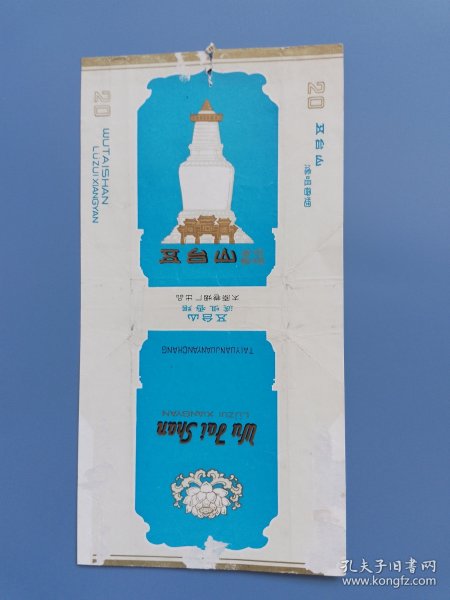 20
WUTAISHAN
LUZUI XIANGYAN
20
五台山
滤咀香烟
五台山
五台山
滤咀香烟
太原卷烟厂出品
TAIYUANJUANYANCHANG
Wu Tai Shan
LUZUI XIANGYAN
孔夫子旧书网
www.kongfz.com